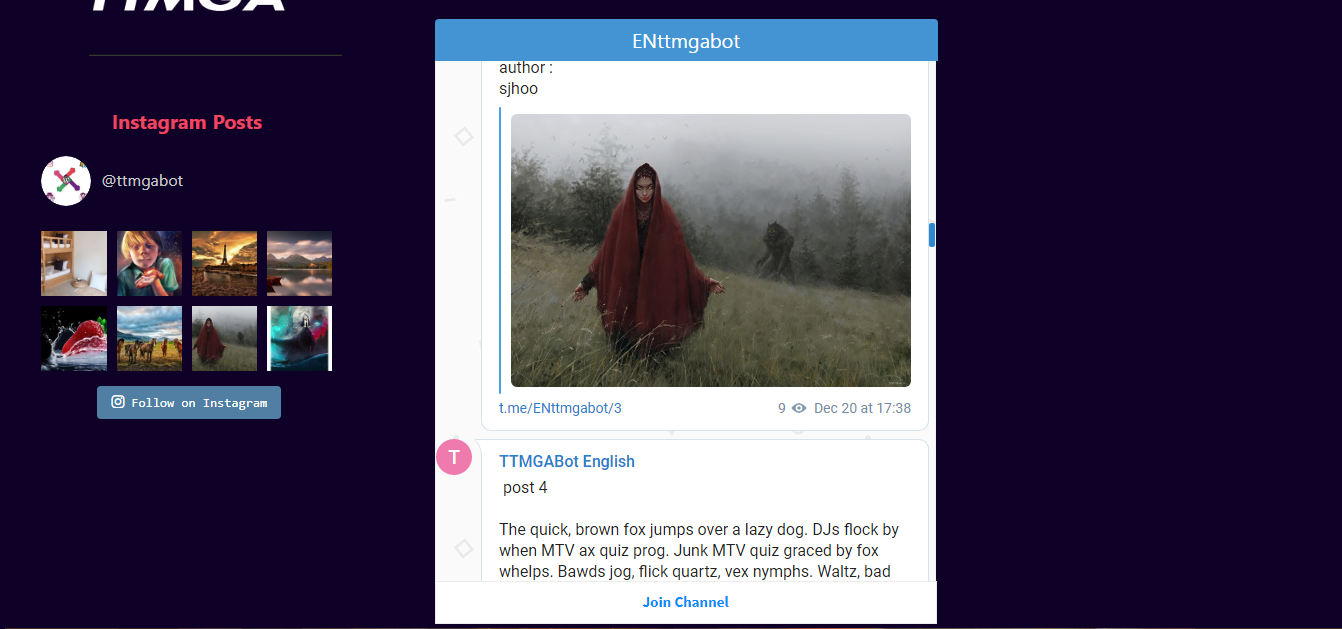 TTMGA
Instagram Posts
@ttmgabot
Follow on Instagram
ENttmgabot
author :
sjhoo
t.me/ENttmgabot/3
9 Dec 20 at 17:38
T
TTMGABot English
post 4
The quick, brown fox jumps over a lazy dog. DJs flock by
when MTV ax quiz prog. Junk MTV quiz graced by fox
whelps. Bawds jog, flick quartz, vex nymphs. Waltz, bad
Join Channel